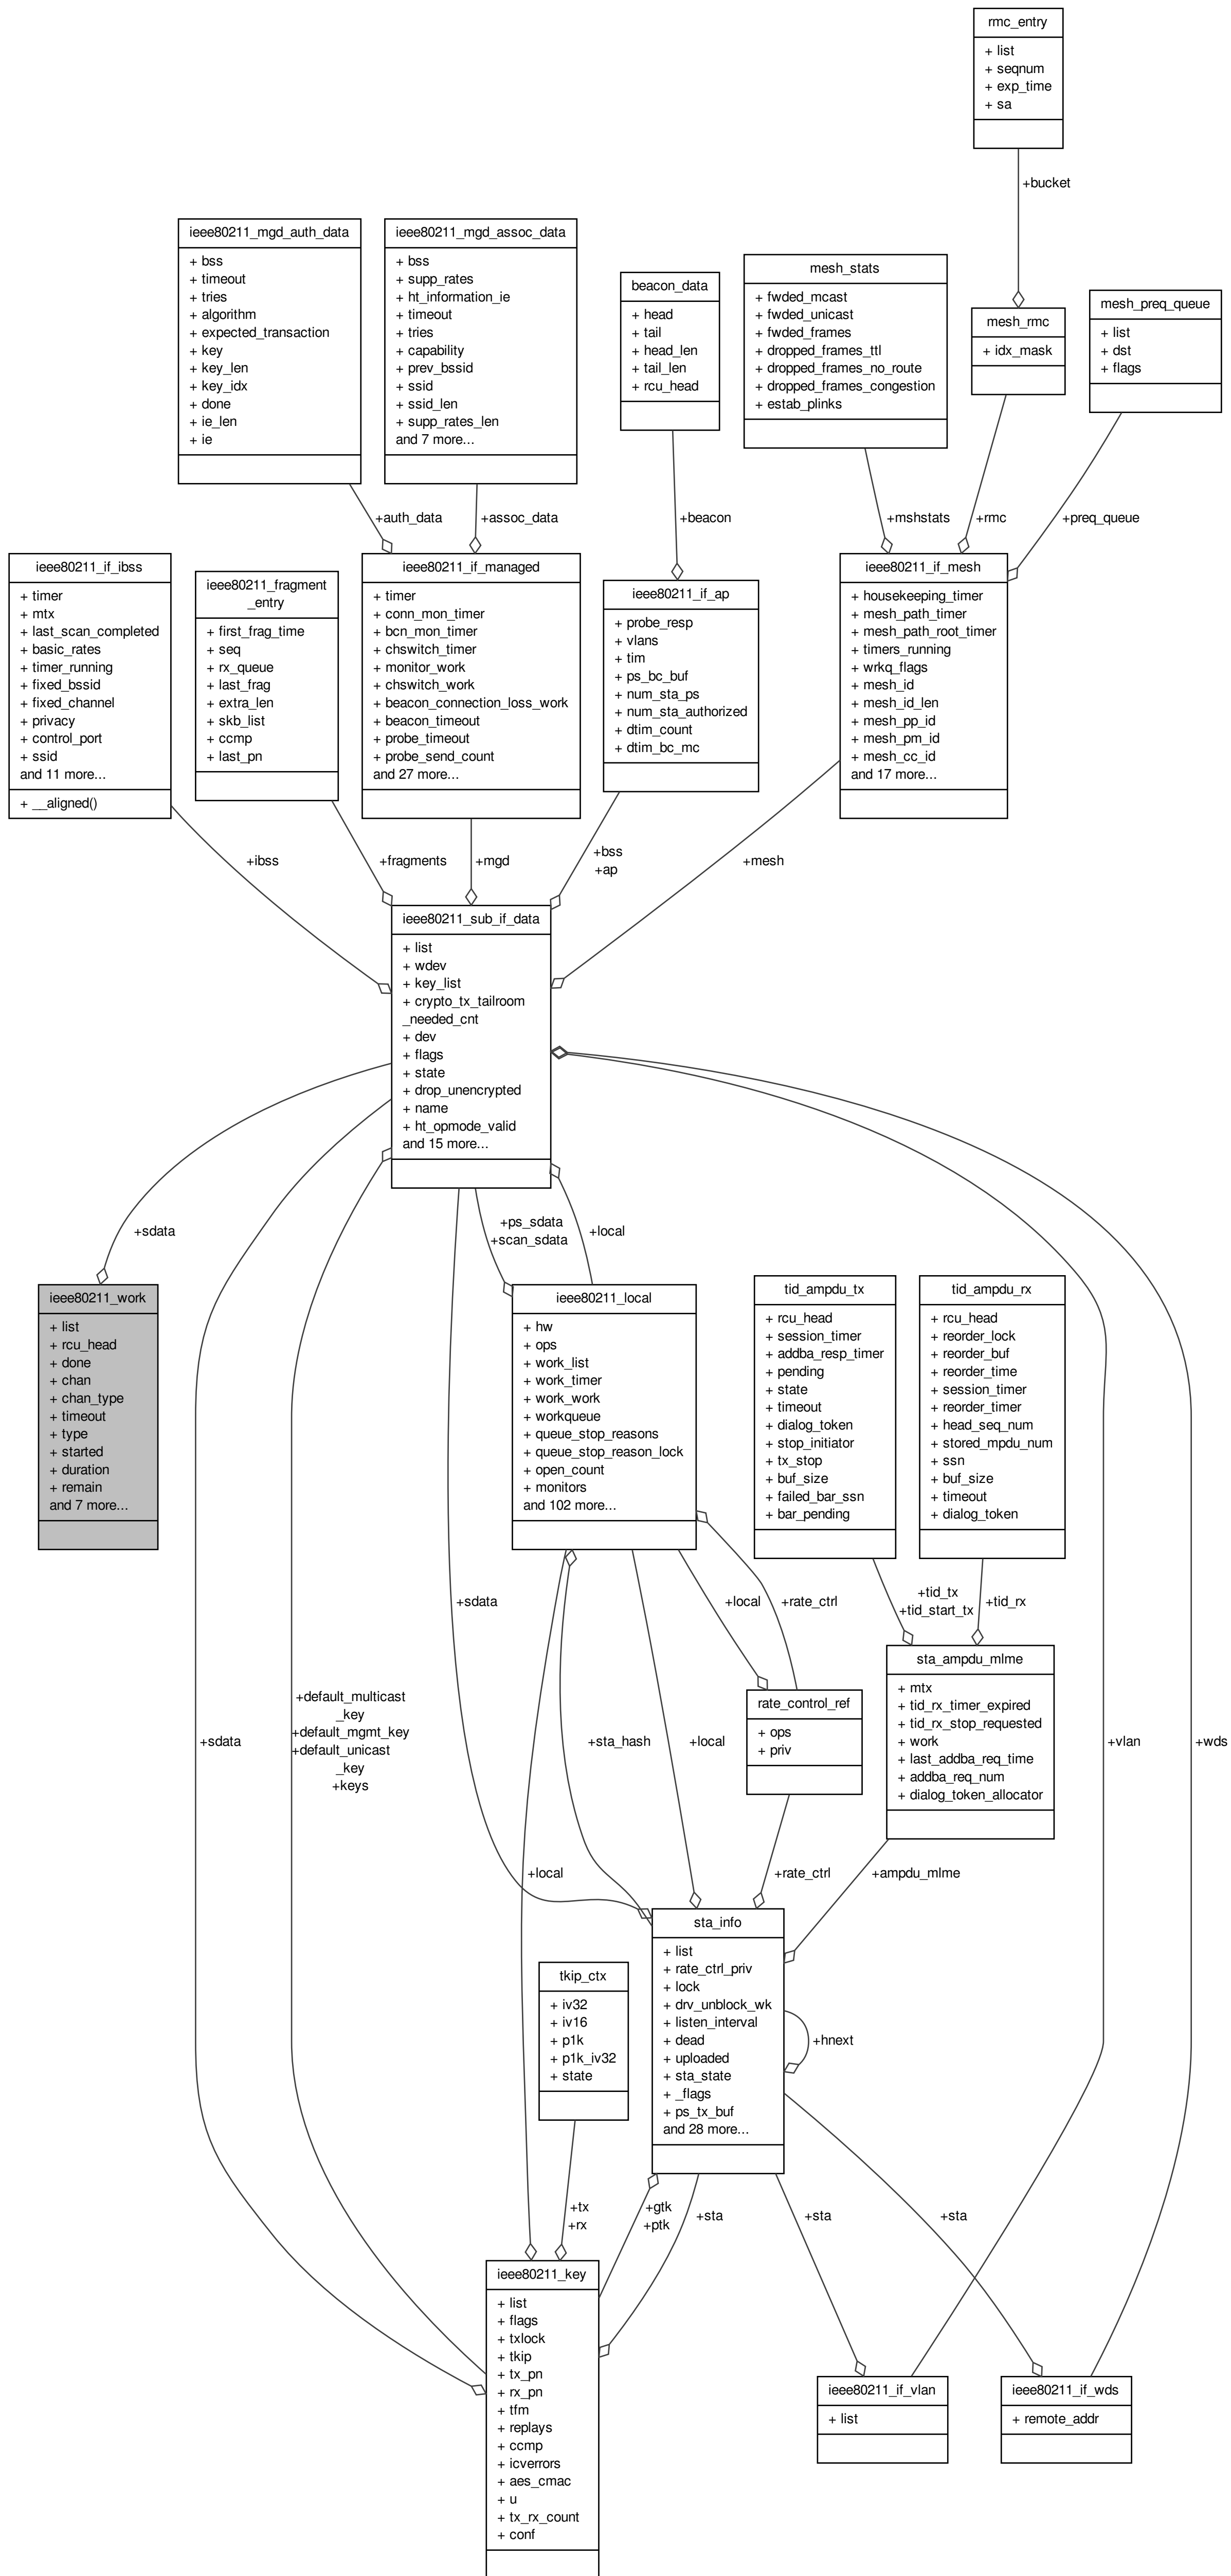 rmc_entry
+ list
+ seqnum
+ exp_time
+ sa
+bucket
ieee80211_mgd_auth_data
+ bss
+ timeout
+ tries
+ algorithm
+ expected_transaction
+ key
+ key_len
+ key_idx
+ done
+ ie_len
+ ie
ieee80211_mgd_assoc_data
+ bss
+ supp_rates
+ ht_information_ie
+ timeout
+ tries
+ capability
+ prev_bssid
+ ssid
+ ssid_len
+ supp_rates_len
and 7 more...
beacon_data
+ head
+ tail
+ head_len
+ tail_len
+ rcu_head
mesh_stats
+ fwded_mcast
+ fwded_unicast
+ fwded_frames
+ dropped_frames_ttl
+ dropped_frames_no_route
+ dropped_frames_congestion
+ estab_plinks
mesh_rmc
+ idx_mask
mesh_preq_queue
+ list
+ dst
+ flags
+auth_data
+assoc_data
+beacon
+mshstats
+rmc
+preq_queue
ieee80211_if_ibss
+ timer
+ mtx
+ last_scan_completed
+ basic_rates
+ timer_running
+ fixed_bssid
+ fixed_channel
+ privacy
+ control_port
+ ssid
and 11 more...
+ __aligned()
ieee80211_fragment
_entry
+ first_frag_time
+ seq
+ rx_queue
+ last_frag
+ extra_len
+ skb_list
+ ccmp
+ last_pn
ieee80211_if_managed
+ timer
+ conn_mon_timer
+ bcn_mon_timer
+ chswitch_timer
+ monitor_work
+ chswitch_work
+ beacon_connection_loss_work
+ beacon_timeout
+ probe_timeout
+ probe_send_count
and 27 more...
ieee80211_if_ap
+ probe_resp
+ vlans
+ tim
+ ps_bc_buf
+ num_sta_ps
+ num_sta_authorized
+ dtim_count
+ dtim_bc_mc
ieee80211_if_mesh
+ housekeeping_timer
+ mesh_path_timer
+ mesh_path_root_timer
+ timers_running
+ wrkq_flags
+ mesh_id
+ mesh_id_len
+ mesh_pp_id
+ mesh_pm_id
+ mesh_cc_id
and 17 more...
+ibss
+fragments
+mgd
+bss
+ap
+mesh
ieee80211_sub_if_data
+ list
+ wdev
+ key_list
+ crypto_tx_tailroom
_needed_cnt
+ dev
+ flags
+ state
+ drop_unencrypted
+ name
+ ht_opmode_valid
and 15 more...
+sdata
+ps_sdata
+scan_sdata
+local
ieee80211_work
+ list
+ rcu_head
+ done
+ chan
+ chan_type
+ timeout
+ type
+ started
+ duration
+ remain
and 7 more...
ieee80211_local
+ hw
+ ops
+ work_list
+ work_timer
+ work_work
+ workqueue
+ queue_stop_reasons
+ queue_stop_reason_lock
+ open_count
+ monitors
and 102 more...
tid_ampdu_tx
+ rcu_head
+ session_timer
+ addba_resp_timer
+ pending
+ state
+ timeout
+ dialog_token
+ stop_initiator
+ tx_stop
+ buf_size
+ failed_bar_ssn
+ bar_pending
tid_ampdu_rx
+ rcu_head
+ reorder_lock
+ reorder_buf
+ reorder_time
+ session_timer
+ reorder_timer
+ head_seq_num
+ stored_mpdu_num
+ ssn
+ buf_size
+ timeout
+ dialog_token
+sdata
+local
+rate_ctrl
+tid_tx
+tid_start_tx
+tid_rx
sta_ampdu_mlme
+ mtx
+ tid_rx_timer_expired
+ tid_rx_stop_requested
+ work
+ last_addba_req_time
+ addba_req_num
+ dialog_token_allocator
rate_control_ref
+ ops
+ priv
+sdata
+default_multicast
_key
+default_mgmt_key
+default_unicast
_key
+keys
+sta_hash
+local
+vlan
+wds
+local
+rate_ctrl
+ampdu_mlme
sta_info
+ list
+ rate_ctrl_priv
+ lock
+ drv_unblock_wk
+ listen_interval
+ dead
+ uploaded
+ sta_state
+ _flags
+ ps_tx_buf
and 28 more...
+hnext
tkip_ctx
+ iv32
+ iv16
+ p1k
+ p1k_iv32
+ state
+tx
+rx
+gtk
+ptk
+sta
+sta
+sta
ieee80211_key
+ list
+ flags
+ txlock
+ tkip
+ tx_pn
+ rx_pn
+ tfm
+ replays
+ ccmp
+ icverrors
+ aes_cmac
+ u
+ tx_rx_count
+ conf
ieee80211_if_vlan
+ list
ieee80211_if_wds
+ remote_addr